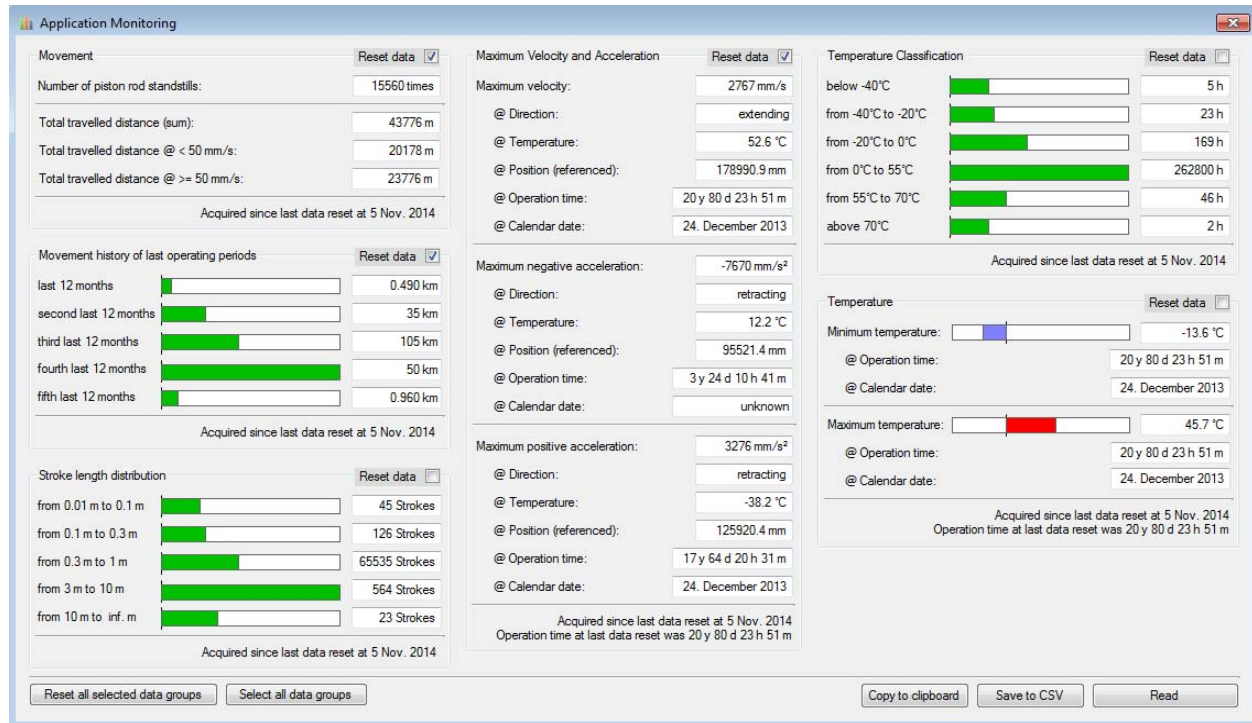 Application Monitoring
Movement Reset data
Number of piston rod standstills: 15560 times
Total travelled distance (sum): 43776 m
Total travelled distance @ < 50 mm/s: 20178 m
Total travelled distance @ >= 50 mm/s: 23776 m
Acquired since last data reset at 5 Nov. 2014
Movement history of last operating periods Reset data
last 12 months 0.490 km
second last 12 months 35 km
third last 12 months 105 km
fourth last 12 months 50 km
fifth last 12 months 0.960 km
Acquired since last data reset at 5 Nov. 2014
Stroke length distribution Reset data
from 0.01 m to 0.1 m 45 Strokes
from 0.1 m to 0.3 m 126 Strokes
from 0.3 m to 1 m 65535 Strokes
from 3 m to 10 m 564 Strokes
from 10 m to inf. m 23 Strokes
Acquired since last data reset at 5 Nov. 2014
Maximum Velocity and Acceleration Reset data
Maximum velocity: 2767 mm/s
@ Direction: extending
@ Temperature: 52.6 °C
@ Position (referenced): 178990.9 mm
@ Operation time: 20 y 80 d 23 h 51 m
@ Calendar date: 24. December 2013
Maximum negative acceleration: -7670 mm/s²
@ Direction: retracting
@ Temperature: 12.2 °C
@ Position (referenced): 95521.4 mm
@ Operation time: 3 y 24 d 10 h 41 m
@ Calendar date: unknown
Maximum positive acceleration: 3276 mm/s²
@ Direction: retracting
@ Temperature: -38.2 °C
@ Position (referenced): 125920.4 mm
@ Operation time: 17 y 64 d 20 h 31 m
@ Calendar date: 24. December 2013
Acquired since last data reset at 5 Nov. 2014
Operation time at last data reset was 20 y 80 d 23 h 51 m
Temperature Classification Reset data
below -40°C 5 h
from -40°C to -20°C 23 h
from -20°C to 0°C 169 h
from 0°C to 55°C 262800 h
from 55°C to 70°C 46 h
above 70°C 2 h
Acquired since last data reset at 5 Nov. 2014
Temperature Reset data
Minimum temperature: -13.6 °C
@ Operation time: 20 y 80 d 23 h 51 m
@ Calendar date: 24. December 2013
Maximum temperature: 45.7 °C
@ Operation time: 20 y 80 d 23 h 51 m
@ Calendar date: 24. December 2013
Acquired since last data reset at 5 Nov. 2014
Operation time at last data reset was 20 y 80 d 23 h 51 m
Reset all selected data groups Select all data groups Copy to clipboard Save to CSV Read